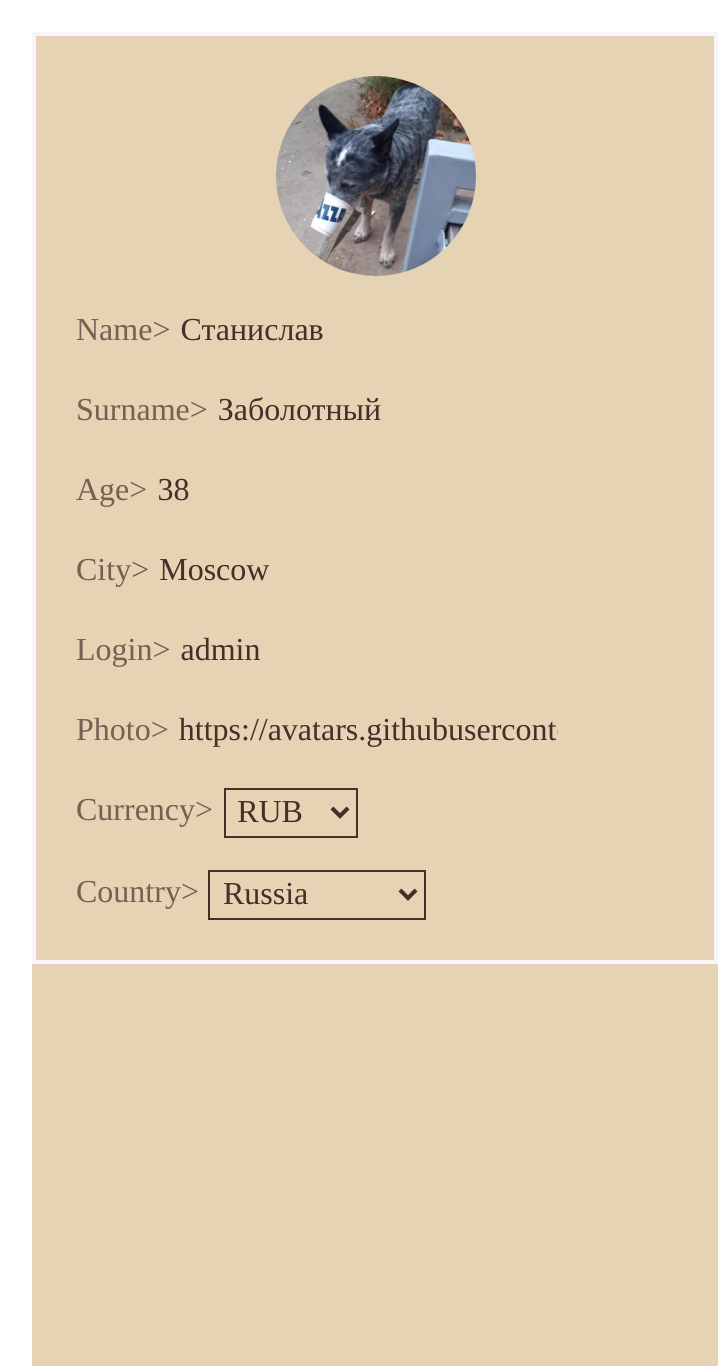 Name> Станислав
Surname> Заболотный
Age> 38
City> Moscow
Login> admin
Photo> https://avatars.githubusercont
Currency> RUB
Country> Russia